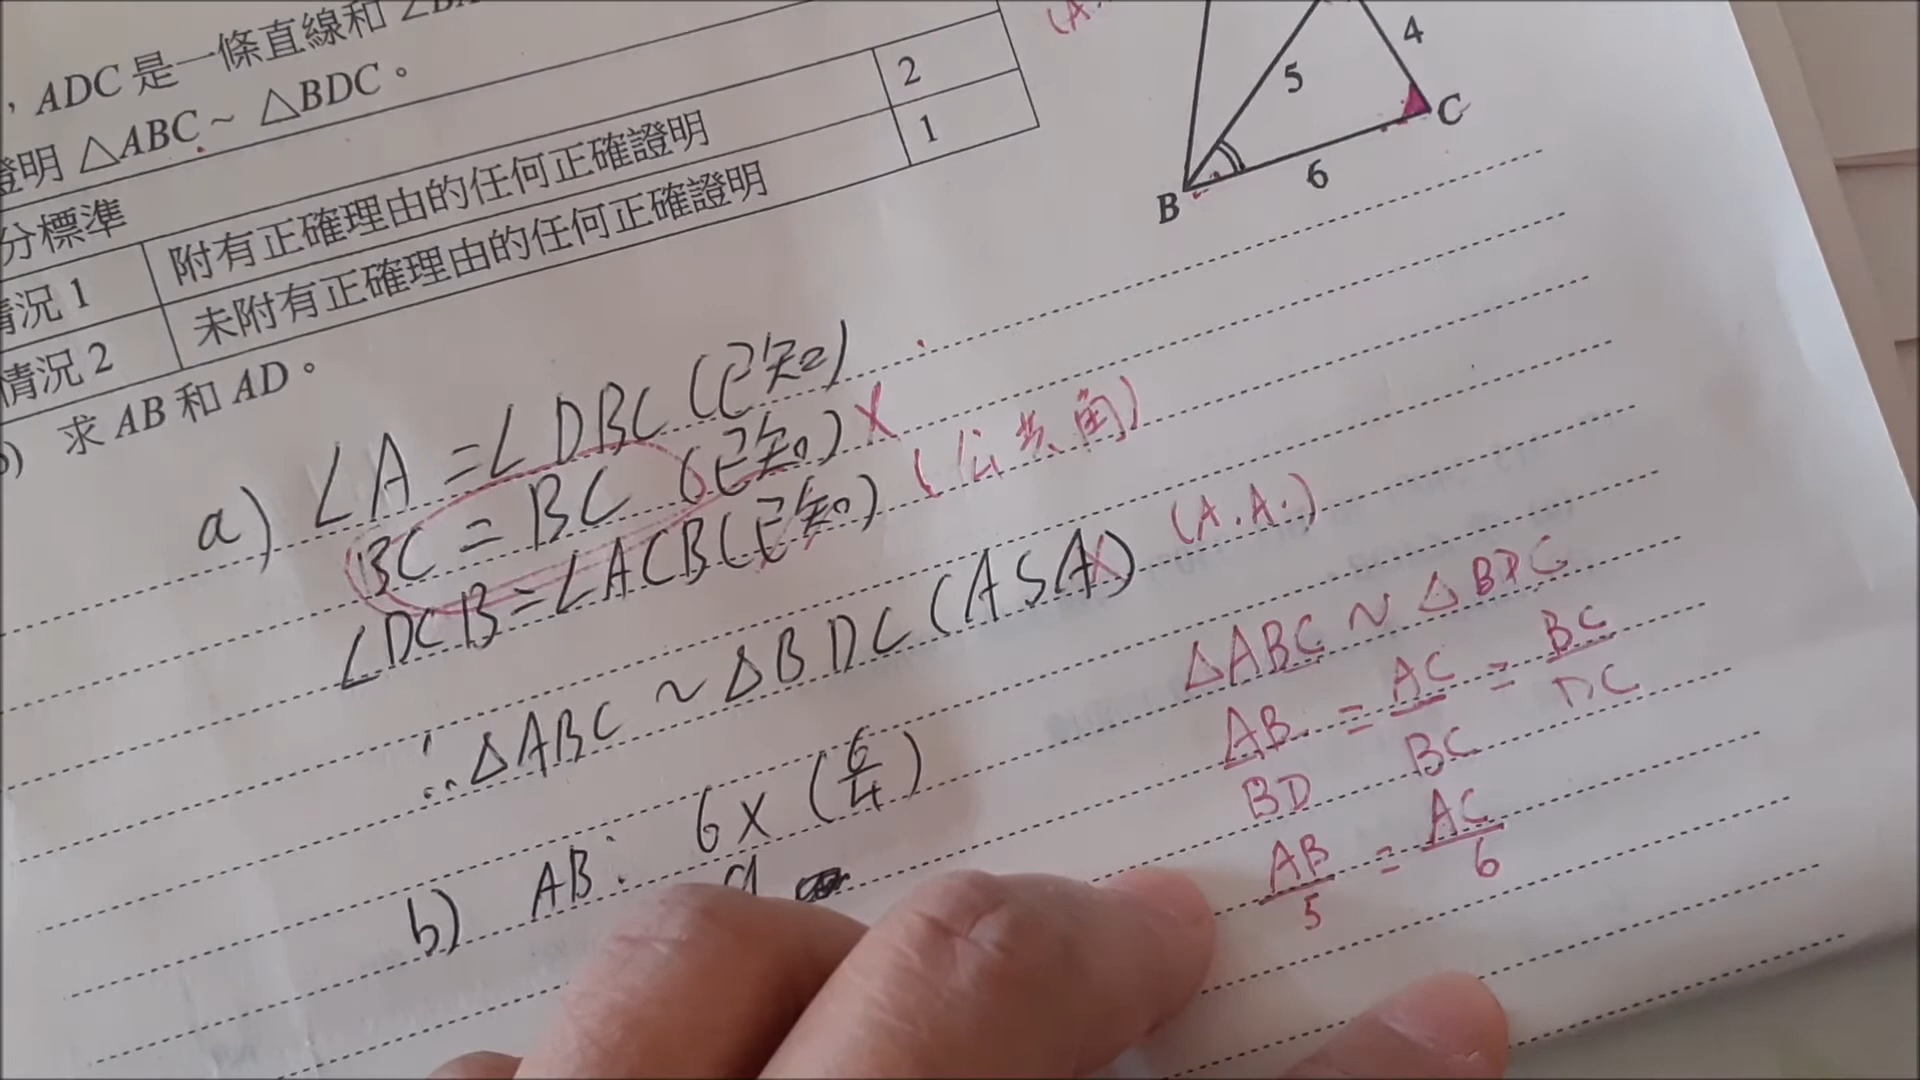 ，ADC 是一條直線和 ∠BA
證明 △ABC ~ △BDC。
分標準
情況 1 附有正確理由的任何正確證明 2
情況 2 未附有正確理由的任何正確證明 1
) 求 AB 和 AD。
(A.
5
4
6
B
C
a) ∠A = ∠DBC (已知)
BC = BC (已知) X
∠DCB = ∠ACB (已知) (公共角)
∴ △ABC ~ △BDC (ASA) X (A.A.)
b) AB: 6 x (6/4)
9
△ABC ~ △BDC
AB/BD = AC/BC = BC/DC
AB/5 = AC/6